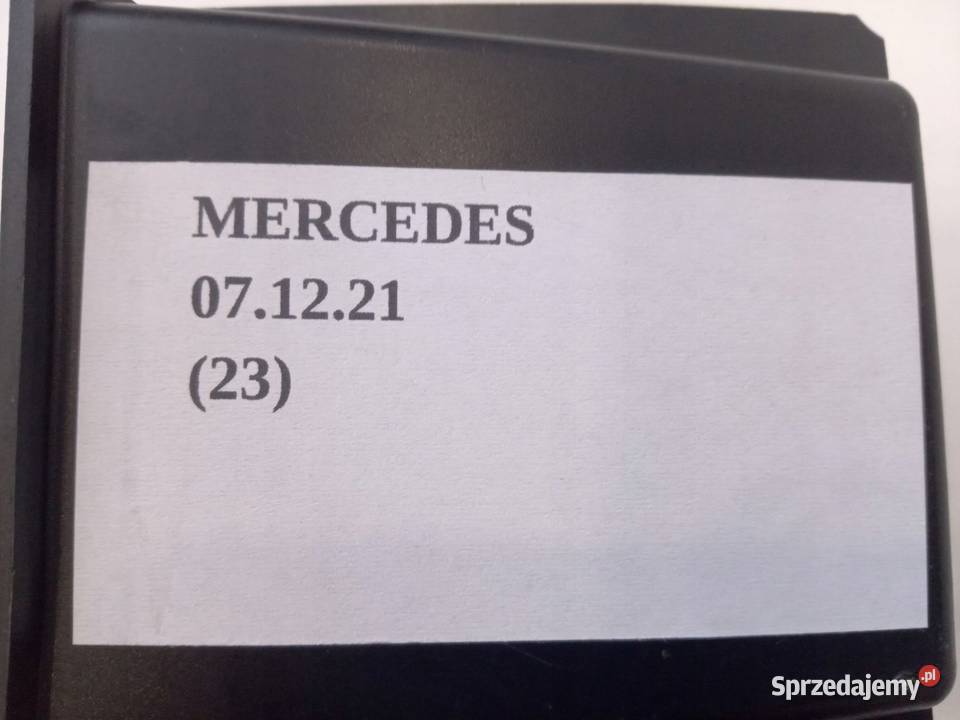 MERCEDES
07.12.21
(23)
Sprzedajemy.pl